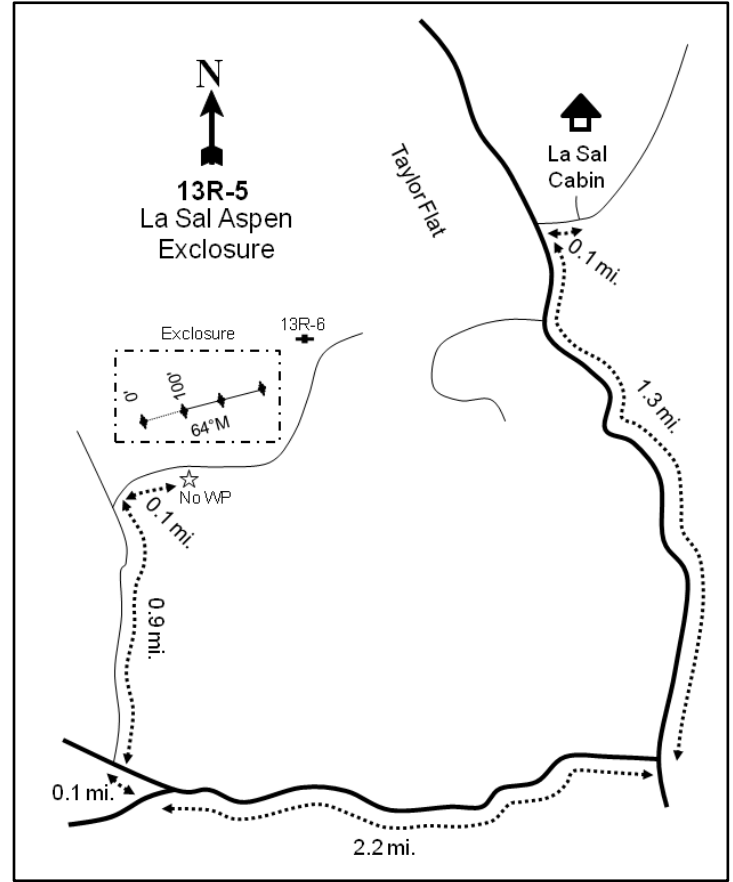 N
13R-5
La Sal Aspen
Exclosure
Taylor Flat
La Sal
Cabin
0.1 mi.
1.3 mi.
Exclosure
13R-6
0'
100'
64°M
No WP
0.1 mi.
0.9 mi.
0.1 mi.
2.2 mi.